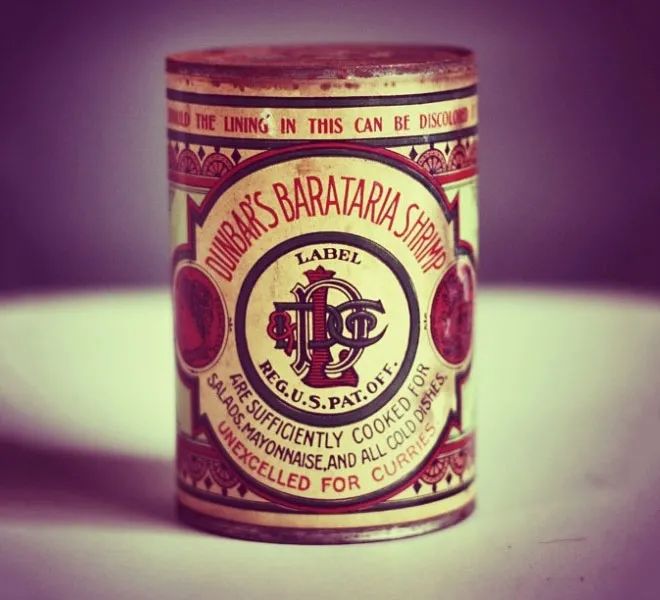 THE LINING IN THIS CAN BE
DUNBAR'S BARATARIA SHRIMP
LABEL
REG. U.S. PAT. OFF.
ARE SUFFICIENTLY COOKED FOR
SALADS, MAYONNAISE, AND ALL COLD DISHES.
UNEXCELLED FOR CURRIES